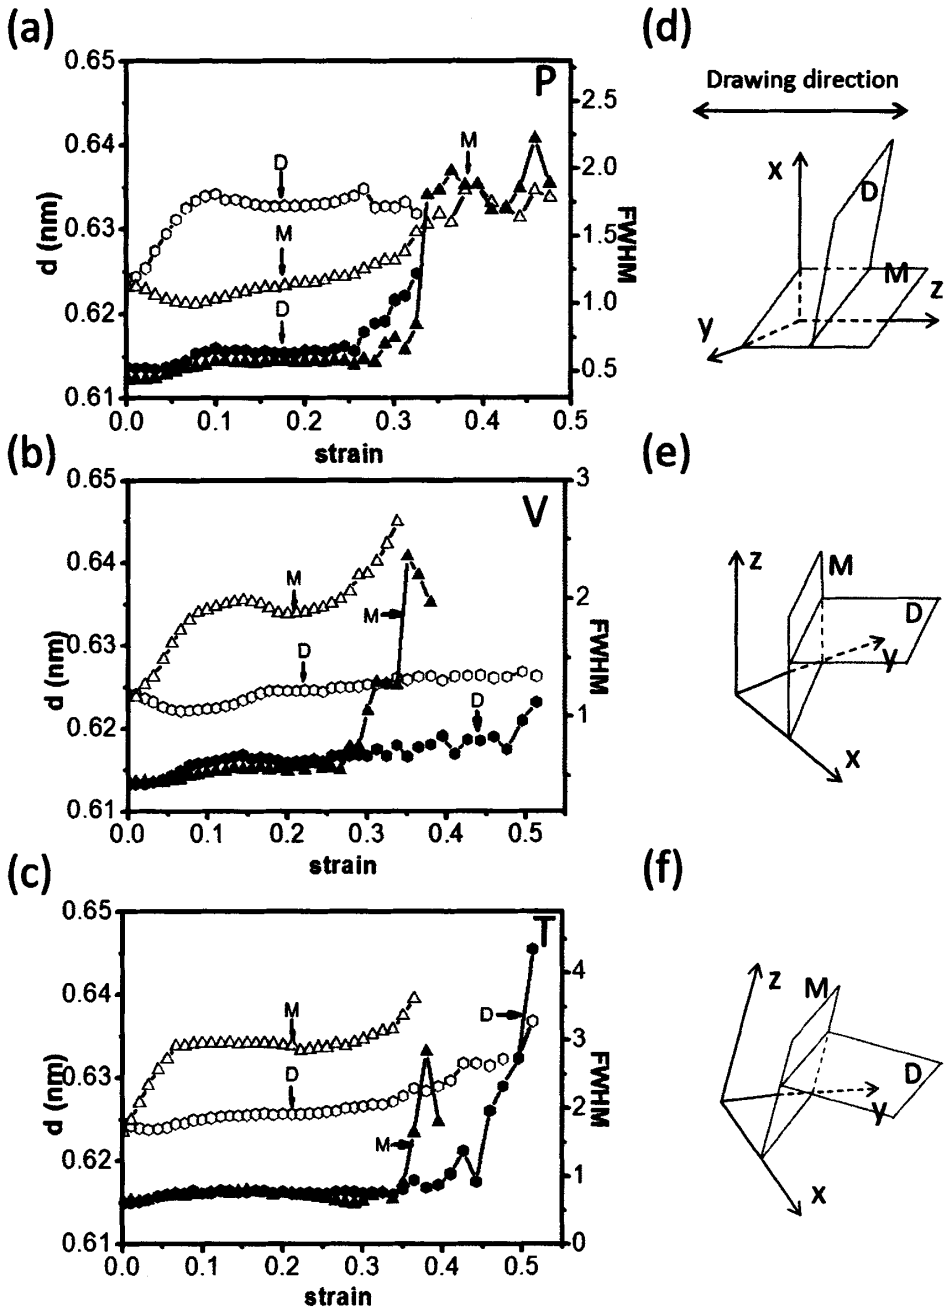 (a)
P
0.65
0.64
0.63
0.62
0.61
d (nm)
2.5
2.0
1.5
1.0
0.5
FWHM
D
M
M
D
0.0 0.1 0.2 0.3 0.4 0.5
strain
(d)
Drawing direction
x
D
M
z
y
(b)
V
0.65
0.64
0.63
0.62
0.61
d (nm)
3
2
1
FWHM
M
M
D
D
0.0 0.1 0.2 0.3 0.4 0.5
strain
(e)
z
M
D
y
x
(c)
T
0.65
0.64
0.63
0.62
0.61
d (nm)
4
3
2
1
0
FWHM
M
D
D
M
0.0 0.1 0.2 0.3 0.4 0.5
strain
(f)
z
M
D
y
x